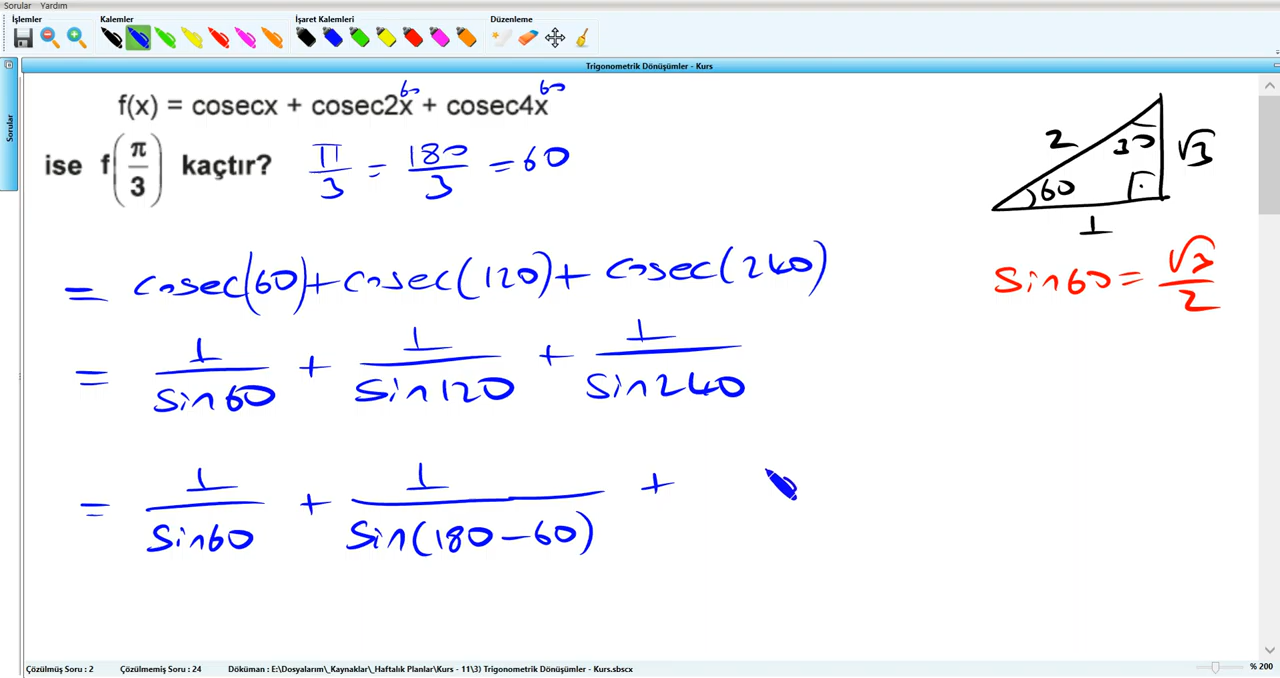 Sorular Yardım
İşlemler Kalemler İşaret Kalemleri Düzenleme
Trigonometrik Dönüşümler - Kurs
Sorular
f(x) = cosecx + cosec2x + cosec4x
60 60
ise f(π/3) kaçtır?
π/3 = 180/3 = 60
2 30 √3
60
1
sin60 = √3/2
= cosec(60) + cosec(120) + cosec(240)
= 1/sin60 + 1/sin120 + 1/sin240
= 1/sin60 + 1/sin(180-60) +
Çözülmüş Soru : 2 Çözülmemiş Soru : 24 Döküman : E:\Dosyalarım\_Kaynaklar\_Haftalık Planlar\Kurs - 11\3) Trigonometrik Dönüşümler - Kurs.sbscx % 200